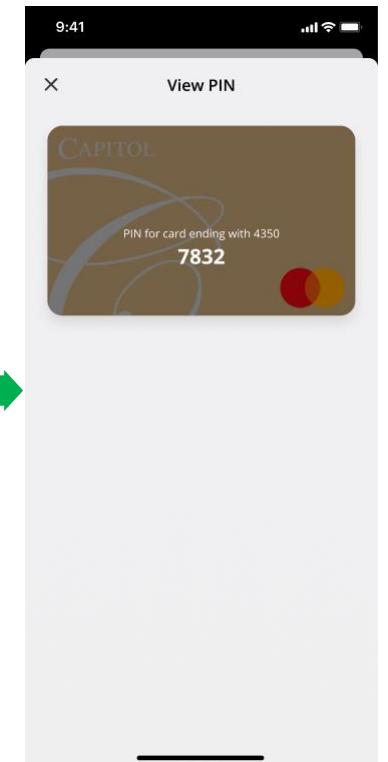 9:41
View PIN
CAPITOL
PIN for card ending with 4350
7832